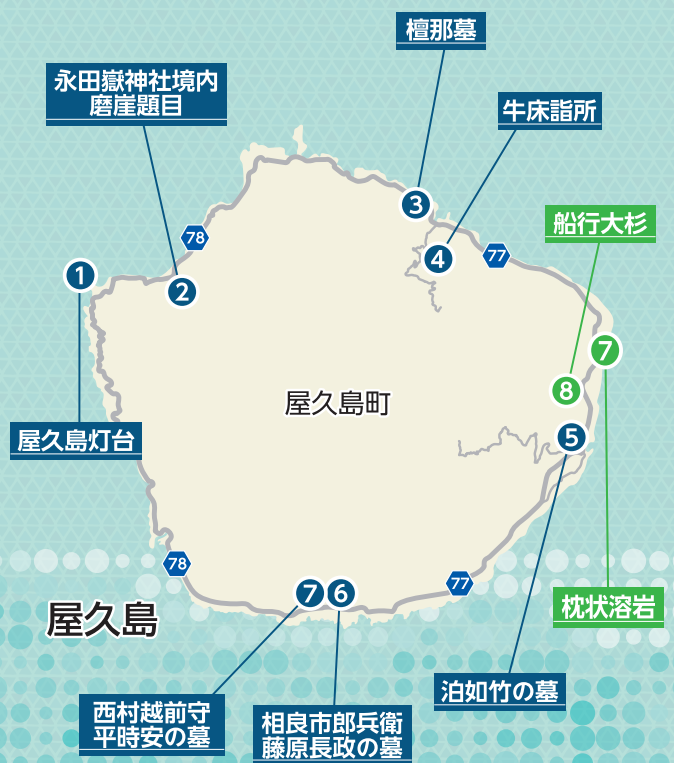 檀那墓
永田嶽神社境内
磨崖題目
牛床詣所
3
船行大杉
78
4
77
1
2
7
8
屋久島町
5
屋久島灯台
78
7
6
77
枕状溶岩
屋久島
泊如竹の墓
西村越前守
平時安の墓
相良市郎兵衛
藤原長政の墓